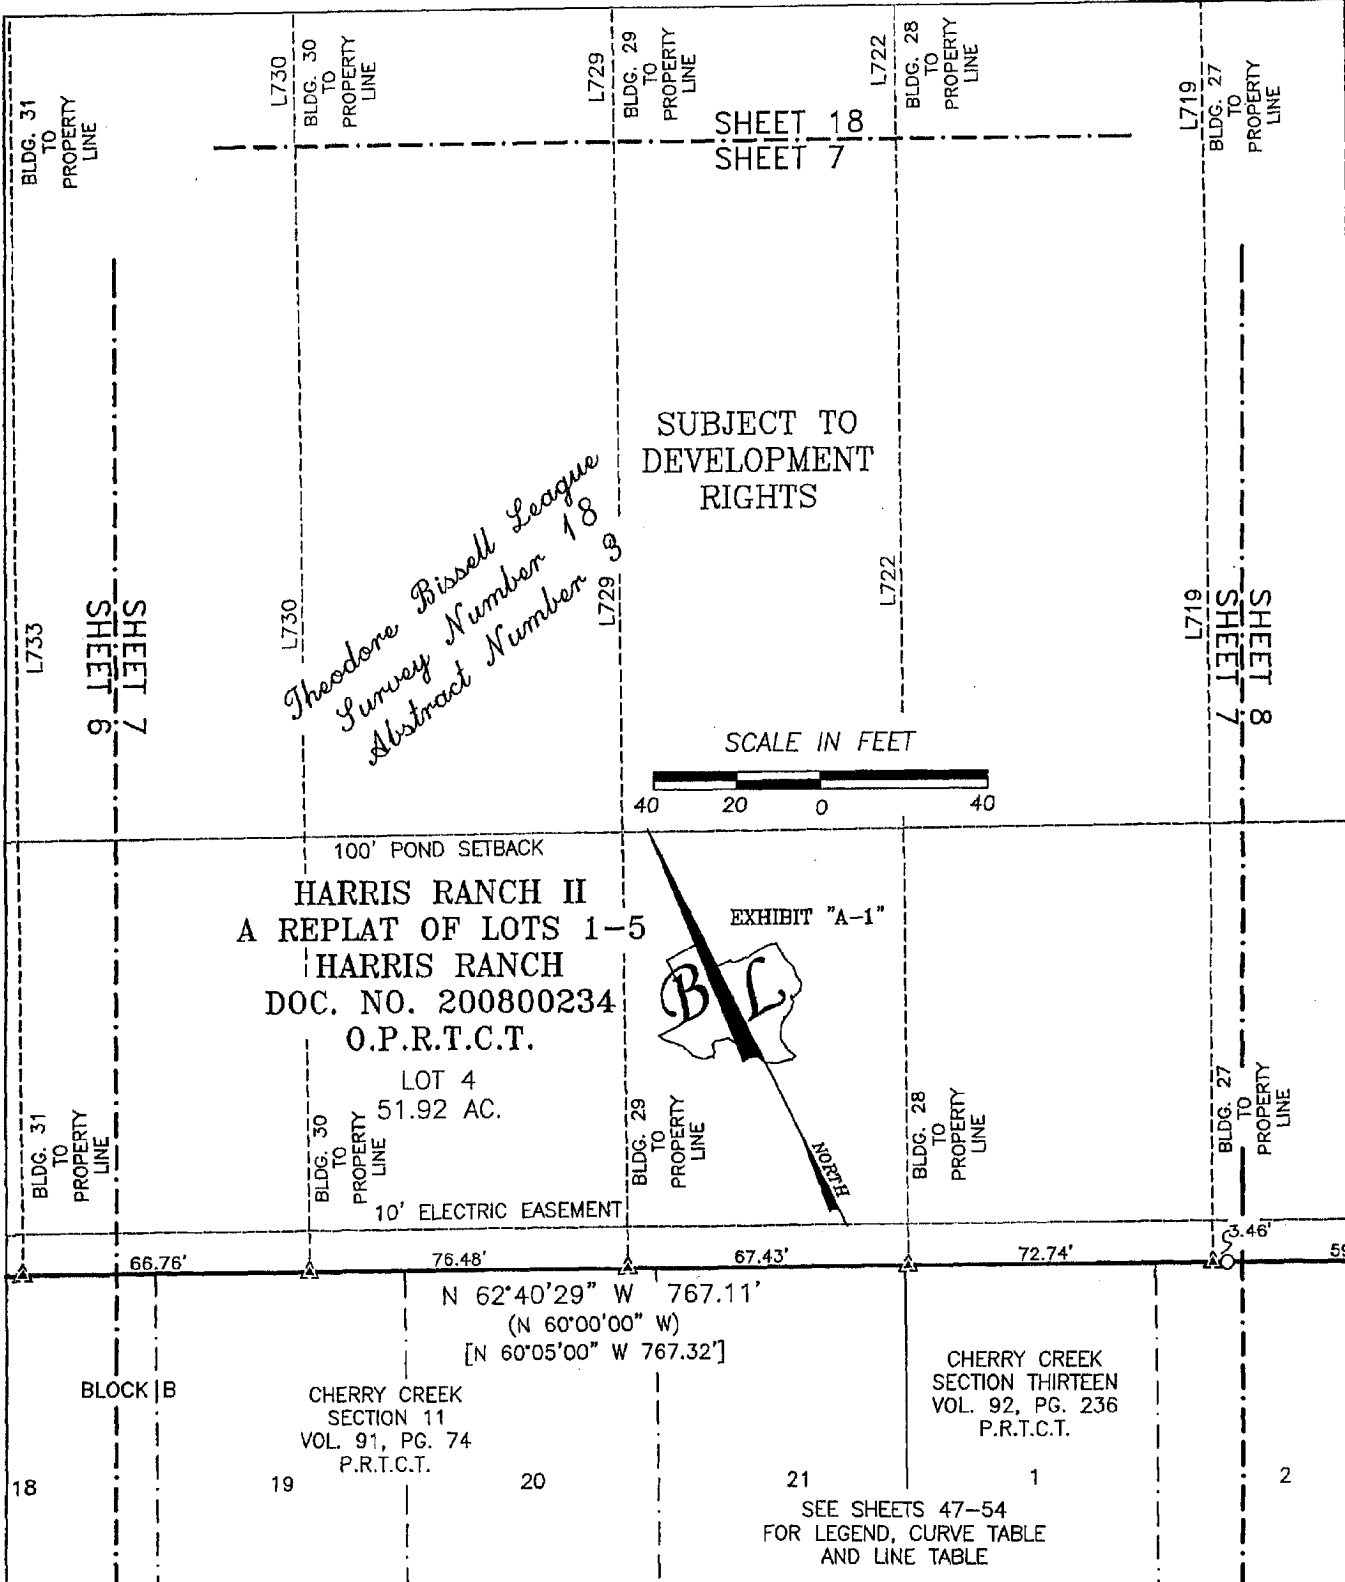 L730
BLDG. 30
TO
PROPERTY
LINE
L729
BLDG. 29
TO
PROPERTY
LINE
L722
BLDG. 28
TO
PROPERTY
LINE
L719
BLDG. 27
TO
PROPERTY
LINE
BLDG. 31
TO
PROPERTY
LINE
SHEET 18
SHEET 7
SUBJECT TO
DEVELOPMENT
RIGHTS
Theodore Bissell League
Survey Number 18
Abstract Number 3
L733
SHEET 7
SHEET 6
L730
L729
L722
L719
SHEET 8
SHEET 7
SCALE IN FEET
40 20 0 40
100' POND SETBACK
HARRIS RANCH II
A REPLAT OF LOTS 1-5
HARRIS RANCH
DOC. NO. 200800234
O.P.R.T.C.T.
LOT 4
51.92 AC.
EXHIBIT "A-1"
B L
NORTH
BLDG. 31
TO
PROPERTY
LINE
BLDG. 30
TO
PROPERTY
LINE
BLDG. 29
TO
PROPERTY
LINE
BLDG. 28
TO
PROPERTY
LINE
BLDG. 27
TO
PROPERTY
LINE
10' ELECTRIC EASEMENT
66.76' 76.48' 67.43' 72.74' 3.46' 59
N 62°40'29" W 767.11'
(N 60°00'00" W)
[N 60°05'00" W 767.32']
BLOCK B
CHERRY CREEK
SECTION 11
VOL. 91, PG. 74
P.R.T.C.T.
CHERRY CREEK
SECTION THIRTEEN
VOL. 92, PG. 236
P.R.T.C.T.
18 19 20 21 1 2
SEE SHEETS 47-54
FOR LEGEND, CURVE TABLE
AND LINE TABLE